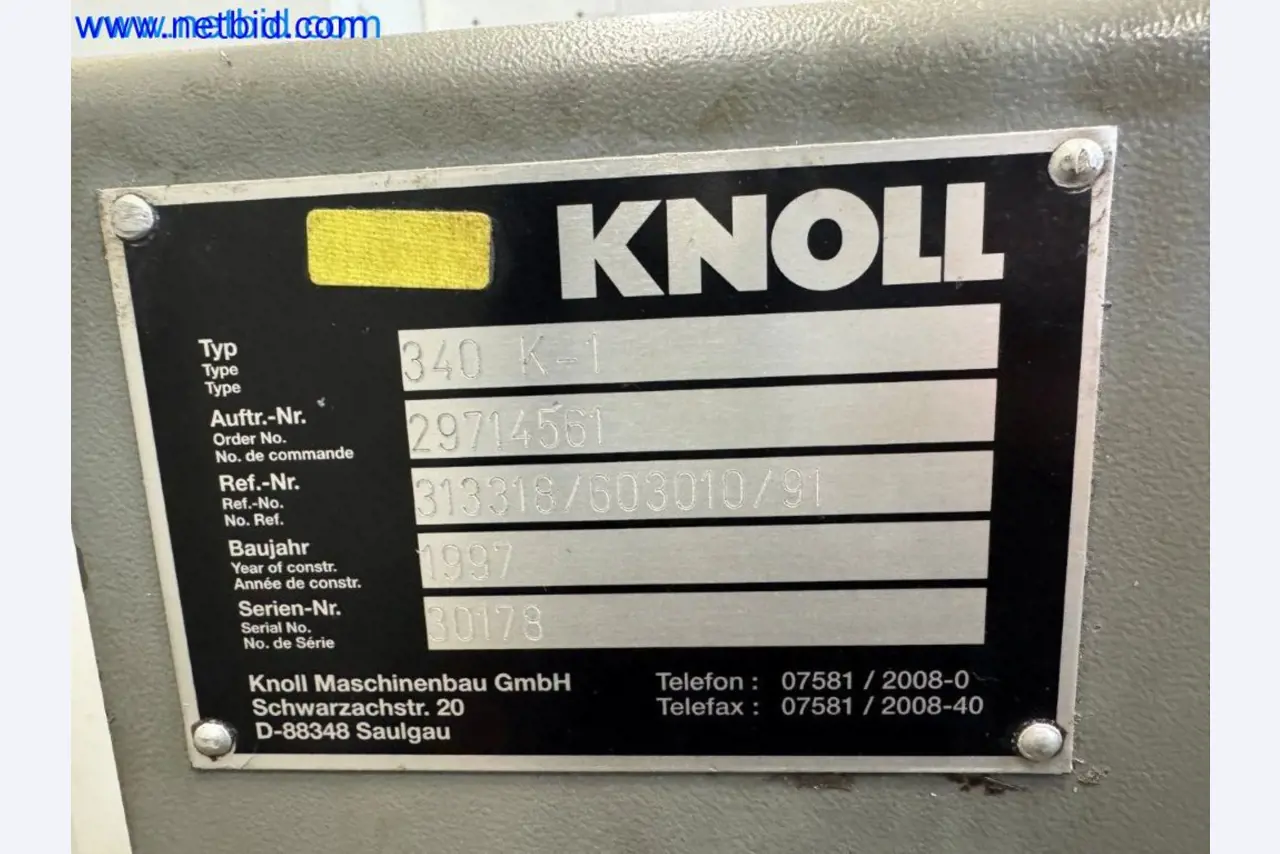 www.netbid.com
KNOLL
Typ 340 K-1
Type
Type
Auftr.-Nr. 29714561
Order No.
No. de commande
Ref.-Nr. 313318/603010/91
Ref.-No.
No. Ref.
Baujahr 1997
Year of constr.
Année de constr.
Serien-Nr. 30178
Serial No.
No. de Série
Knoll Maschinenbau GmbH Telefon : 07581 / 2008-0
Schwarzachstr. 20 Telefax : 07581 / 2008-40
D-88348 Saulgau